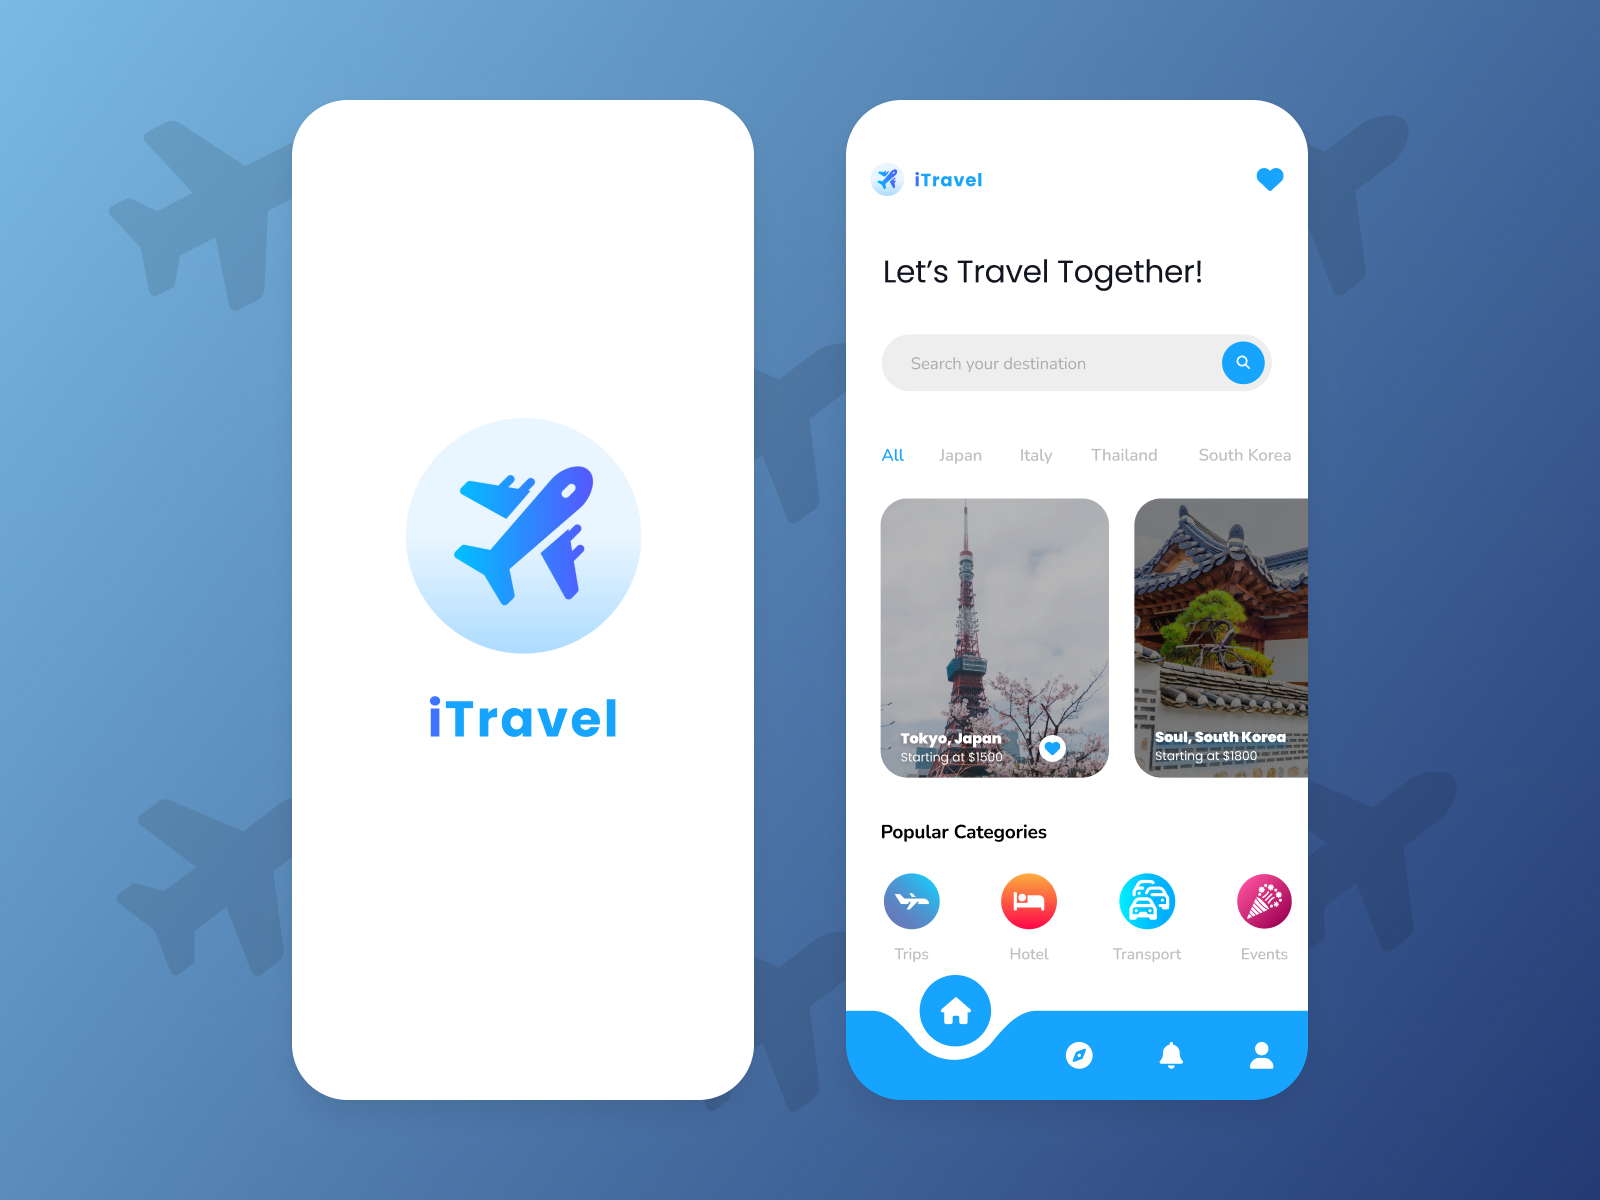 iTravel
iTravel
Let's Travel Together!
Search your destination
All Japan Italy Thailand South Korea
Tokyo, Japan
Starting at $1500
Soul, South Korea
Starting at $1800
Popular Categories
Trips Hotel Transport Events